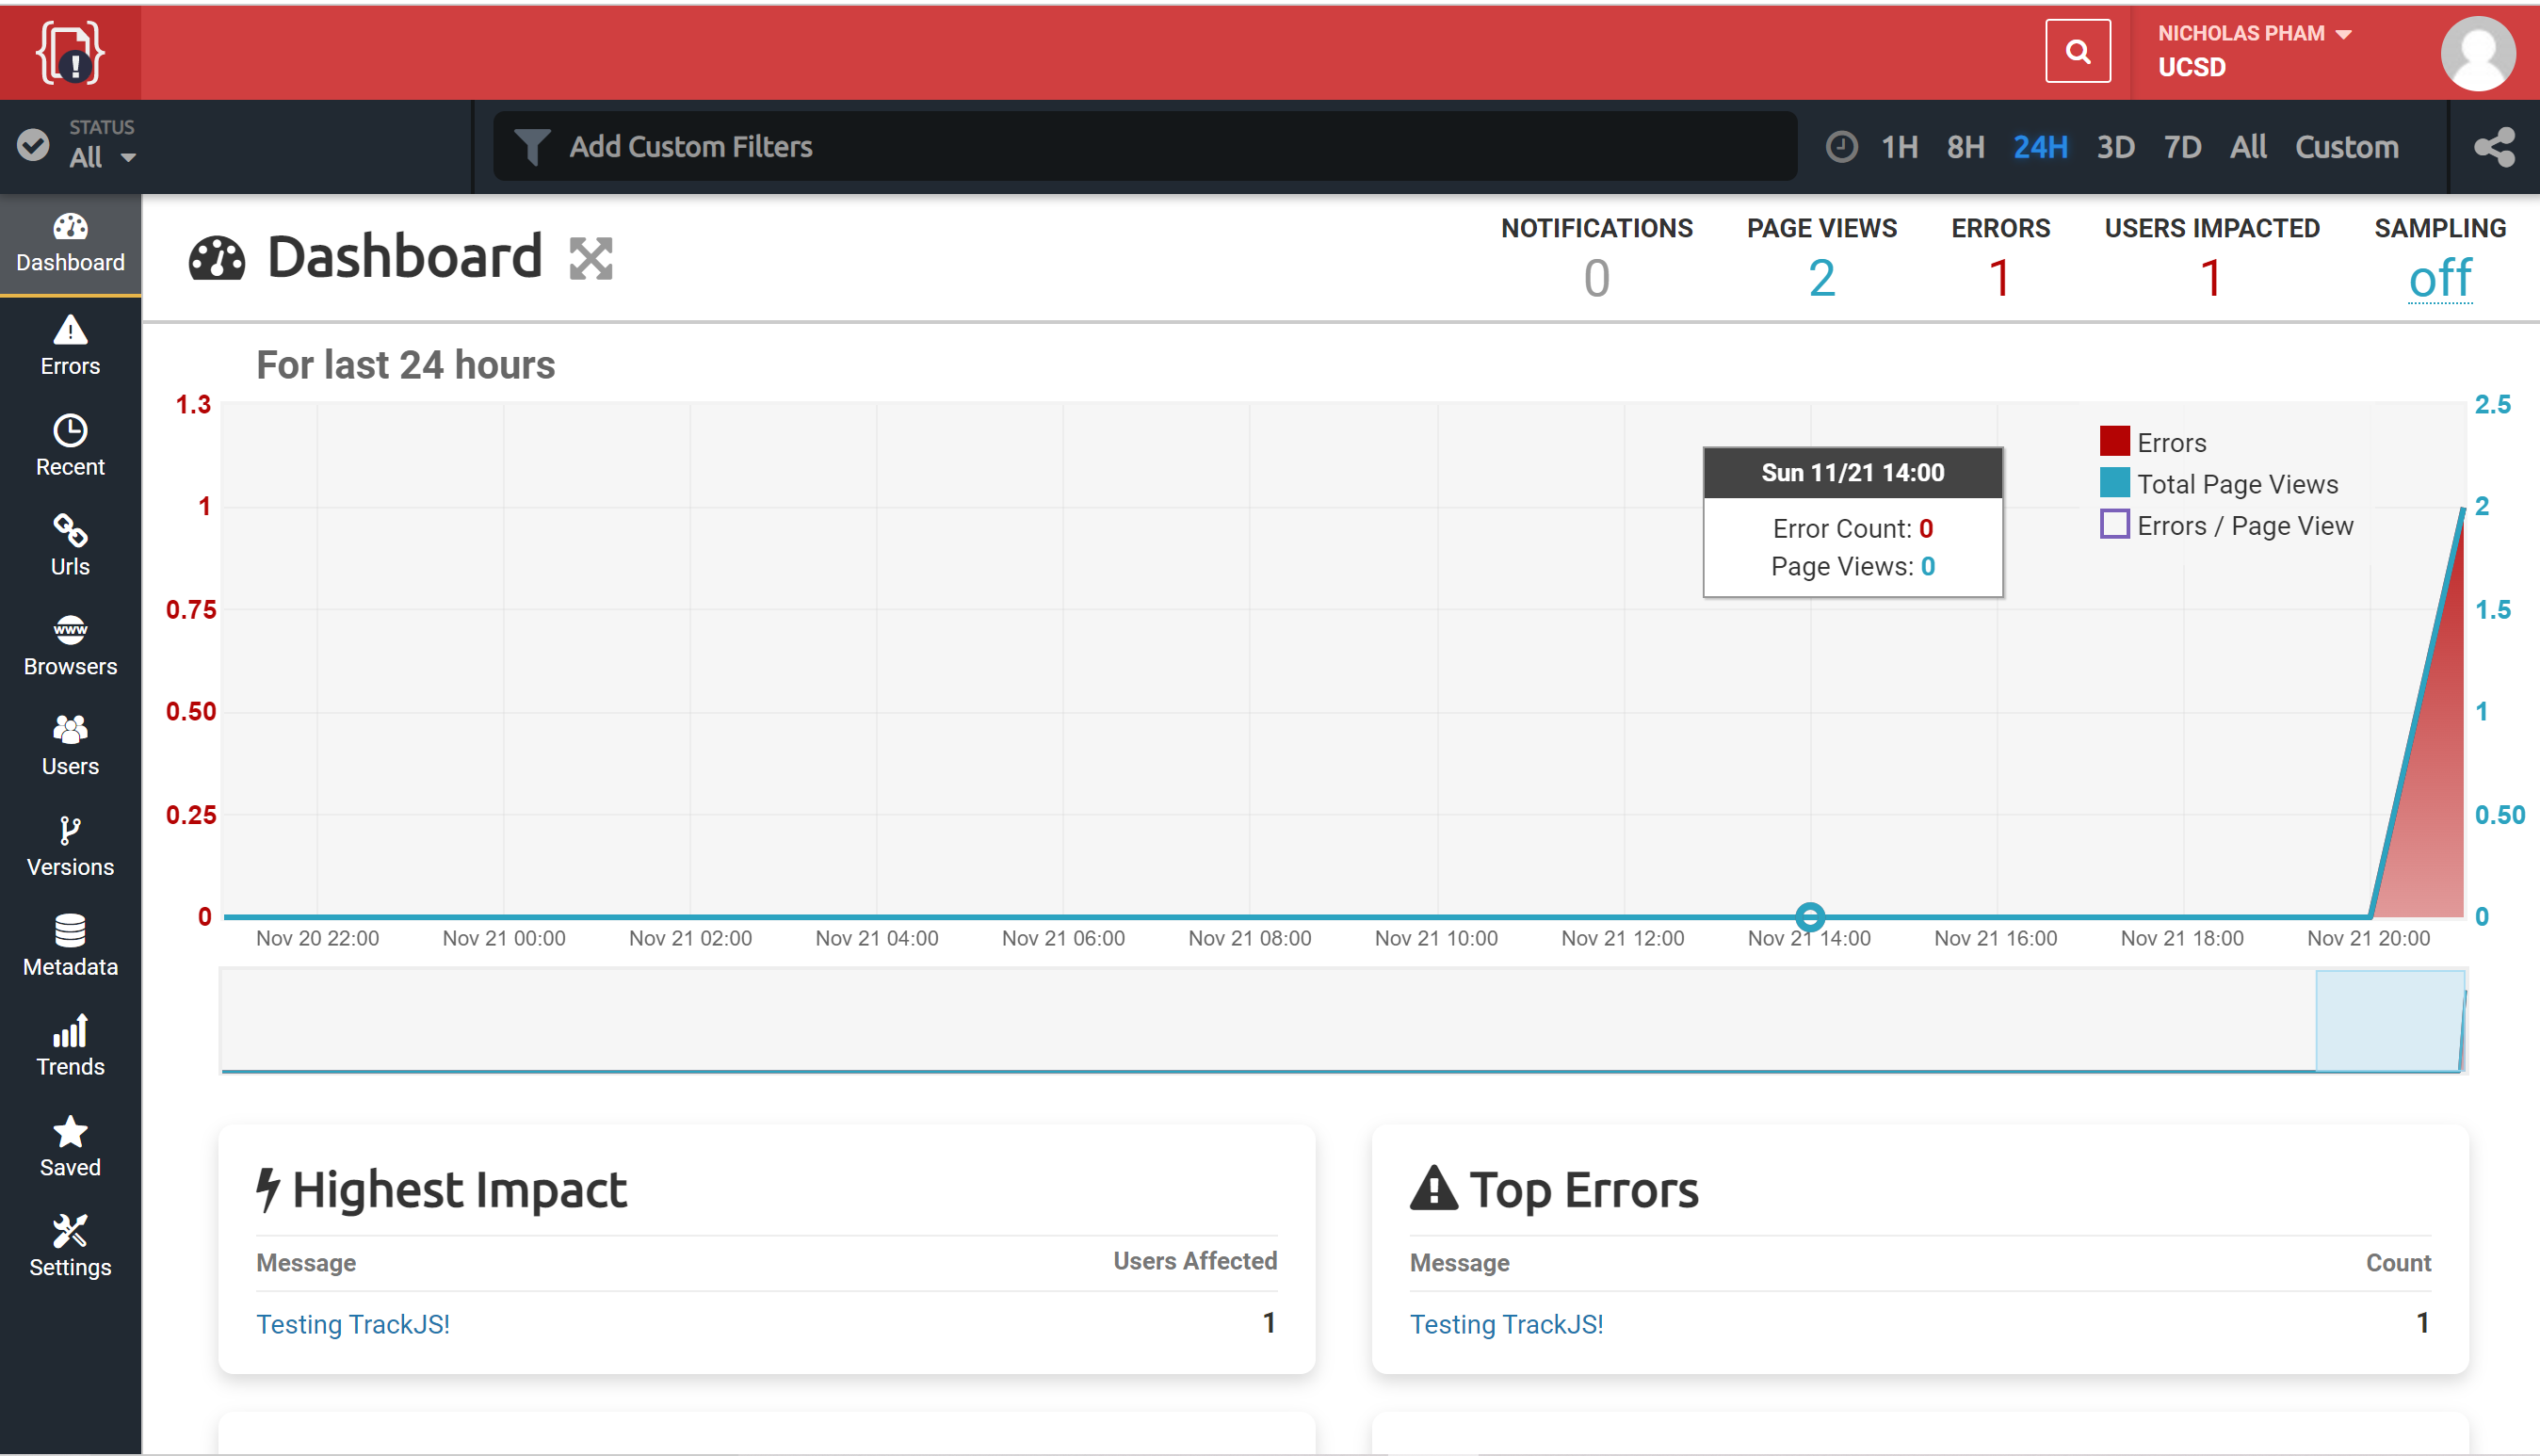 NICHOLAS PHAM
UCSD
STATUS
All
Add Custom Filters
1H 8H 24H 3D 7D All Custom
Dashboard
Errors
Recent
Urls
www
Browsers
Users
Versions
Metadata
Trends
Saved
Settings
Dashboard
NOTIFICATIONS
0
PAGE VIEWS
2
ERRORS
1
USERS IMPACTED
1
SAMPLING
off
For last 24 hours
1.3
1
0.75
0.50
0.25
0
2.5
2
1.5
1
0.50
0
Errors
Total Page Views
Errors / Page View
Sun 11/21 14:00
Error Count: 0
Page Views: 0
Nov 20 22:00 Nov 21 00:00 Nov 21 02:00 Nov 21 04:00 Nov 21 06:00 Nov 21 08:00 Nov 21 10:00 Nov 21 12:00 Nov 21 14:00 Nov 21 16:00 Nov 21 18:00 Nov 21 20:00
Highest Impact
Message Users Affected
Testing TrackJS! 1
Top Errors
Message Count
Testing TrackJS! 1